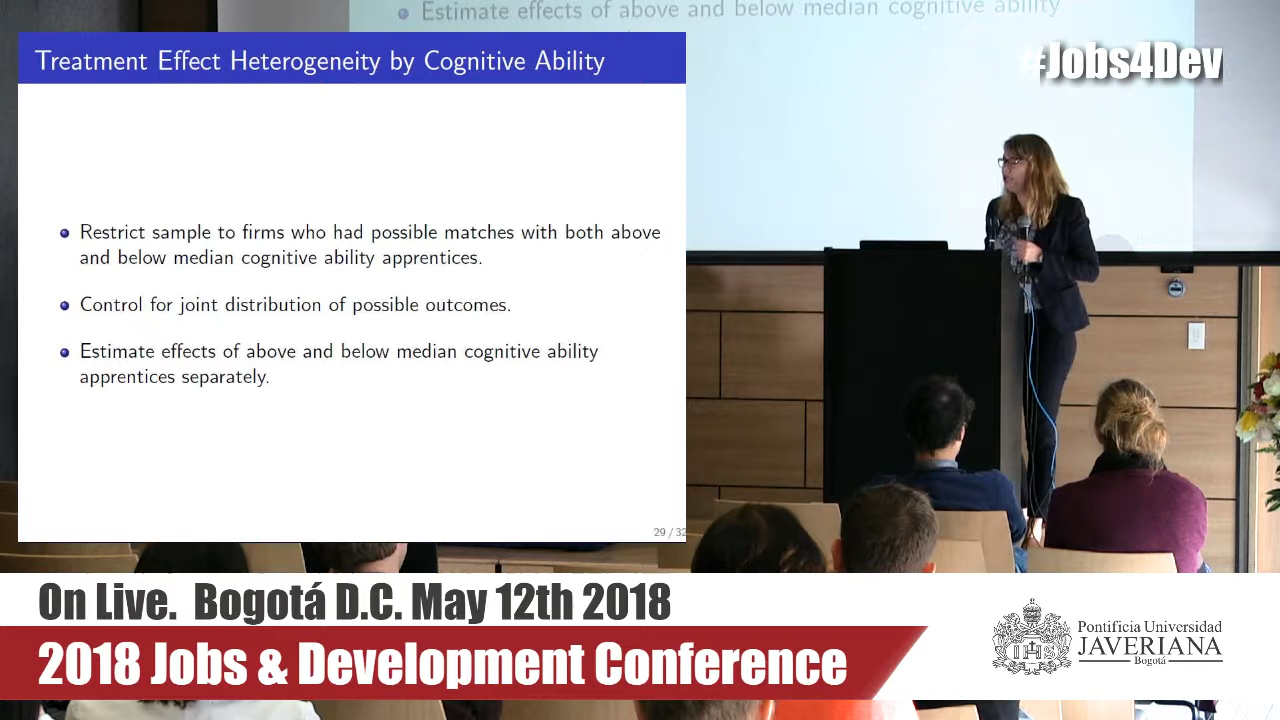 Estimate effects of above and below median cognitive ability
#Jobs4Dev
Treatment Effect Heterogeneity by Cognitive Ability
Restrict sample to firms who had possible matches with both above
and below median cognitive ability apprentices.
Control for joint distribution of possible outcomes.
Estimate effects of above and below median cognitive ability
apprentices separately.
29 / 32
On Live. Bogotá D.C. May 12th 2018
2018 Jobs & Development Conference
Pontificia Universidad
JAVERIANA
Bogotá
IHS